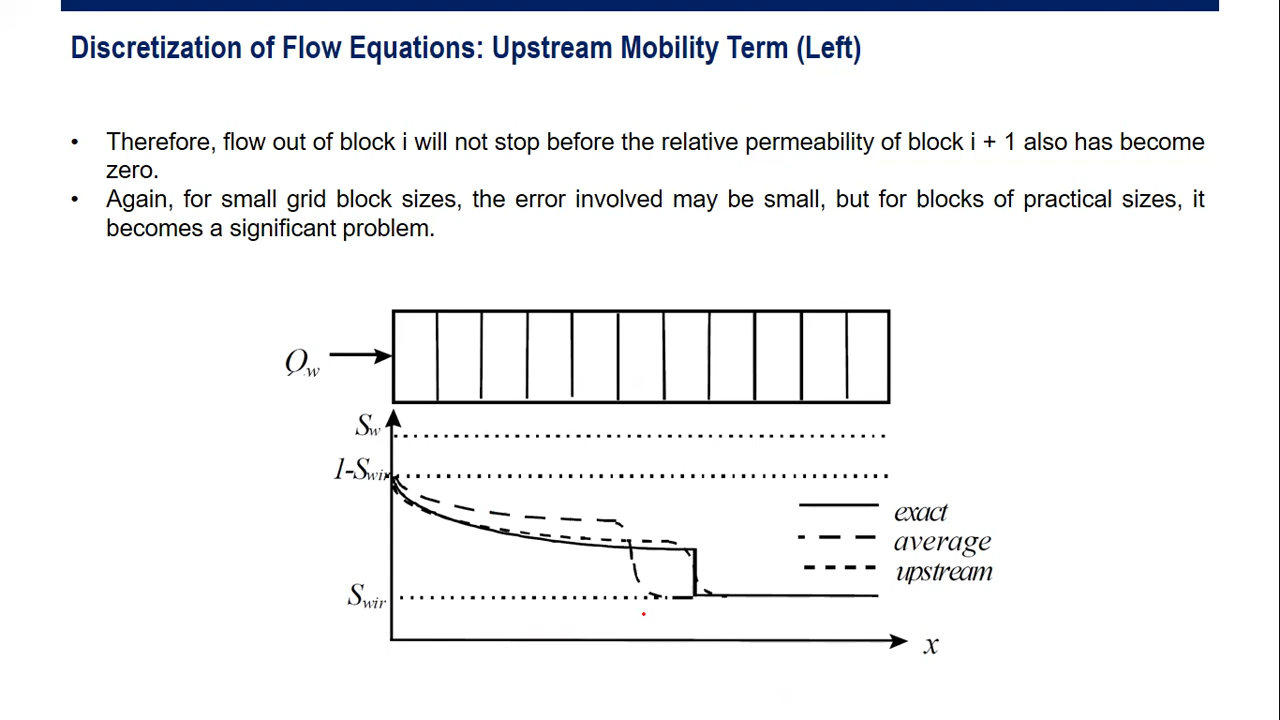 Discretization of Flow Equations: Upstream Mobility Term (Left)
• Therefore, flow out of block i will not stop before the relative permeability of block i + 1 also has become
zero.
• Again, for small grid block sizes, the error involved may be small, but for blocks of practical sizes, it
becomes a significant problem.
Qw
Sw
1-Swir
exact
average
upstream
Swir
x